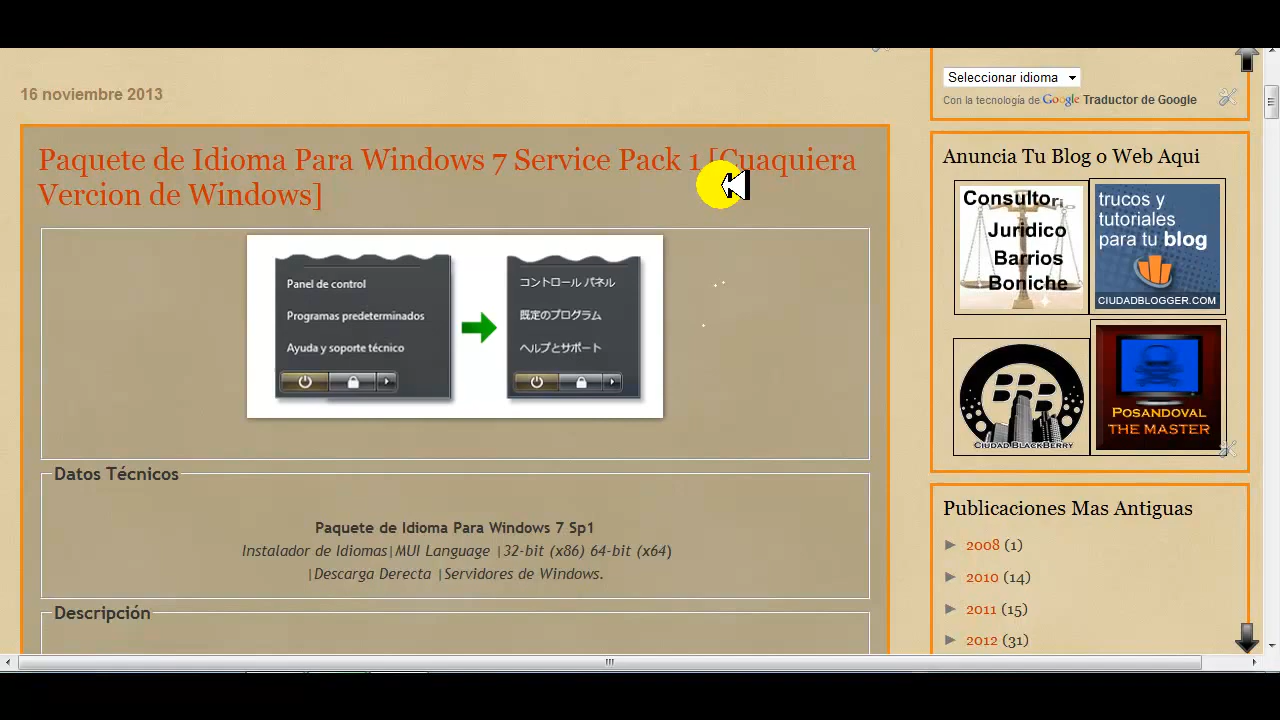 Seleccionar idioma
Con la tecnología de Google Traductor de Google
16 noviembre 2013
Paquete de Idioma Para Windows 7 Service Pack 1 [Cuaquiera
Vercion de Windows]
Panel de control
Programas predeterminados
Ayuda y soporte técnico
コントロール パネル
既定のプログラム
ヘルプとサポート
Datos Técnicos
Paquete de Idioma Para Windows 7 Sp1
Instalador de Idiomas|MUI Language |32-bit (x86) 64-bit (x64)
|Descarga Derecta |Servidores de Windows.
Descripción
Anuncia Tu Blog o Web Aqui
Consultor.
Juridico
Barrios
Boniche
trucos y
tutoriales
para tu blog
CIUDADBLOGGER.COM
CIUDAD BLACKBERRY
POSANDOVAL
THE MASTER
Publicaciones Mas Antiguas
► 2008 (1)
► 2010 (14)
► 2011 (15)
► 2012 (31)